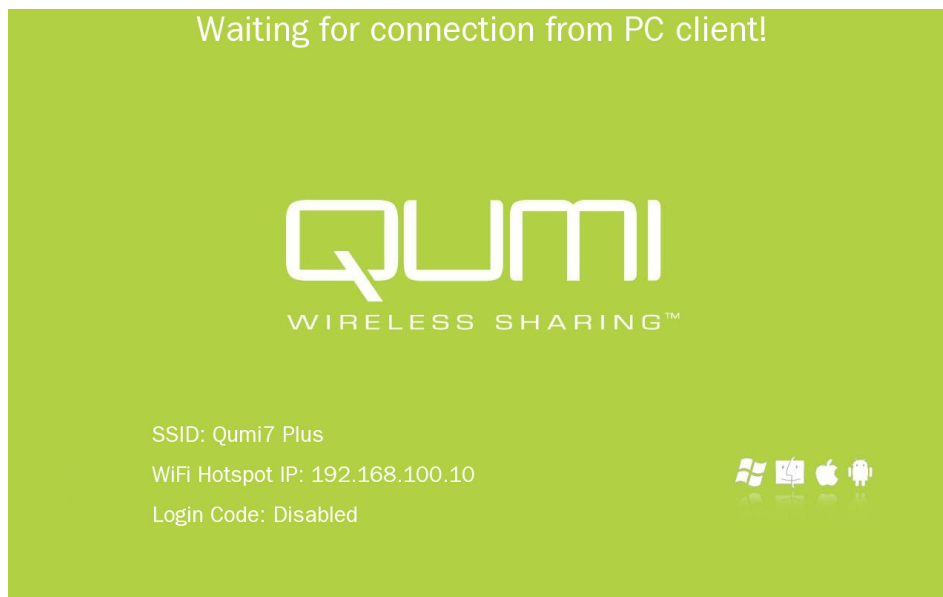 Waiting for connection from PC client!
QUMI
WIRELESS SHARING™
SSID: Qumi7 Plus
WiFi Hotspot IP: 192.168.100.10
Login Code: Disabled